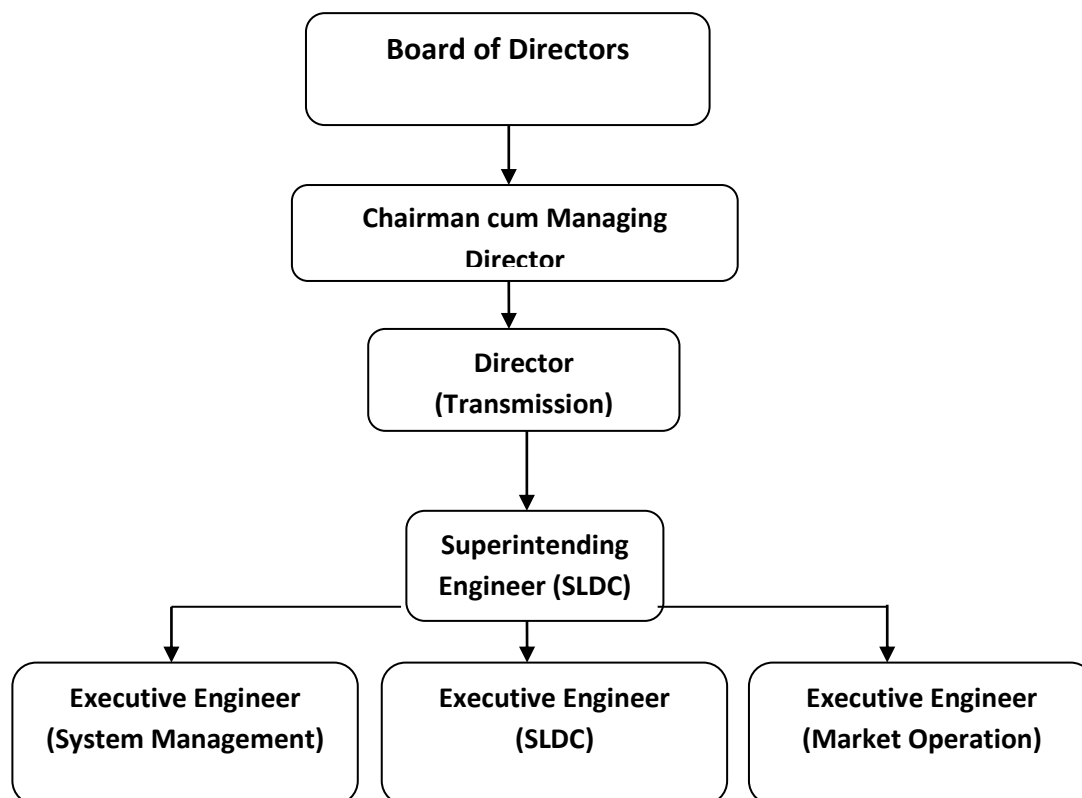 Board of Directors
Chairman cum Managing
Director
Director
(Transmission)
Superintending
Engineer (SLDC)
Executive Engineer
(System Management)
Executive Engineer
(SLDC)
Executive Engineer
(Market Operation)